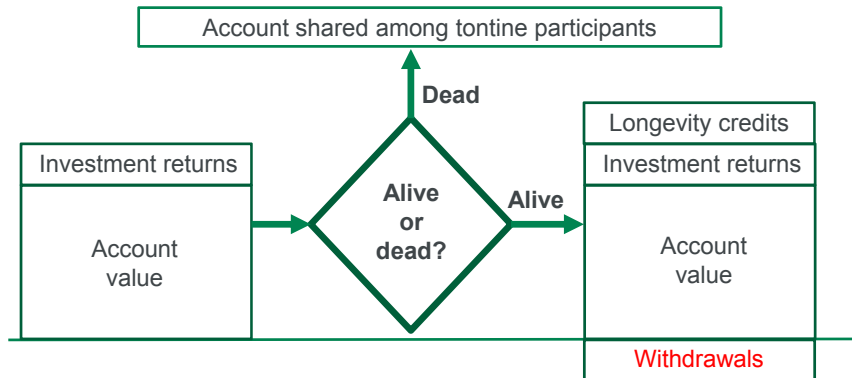 Account shared among tontine participants
Dead
Longevity credits
Investment returns
Investment returns
Alive
or
dead?
Alive
Account
value
Account
value
Withdrawals